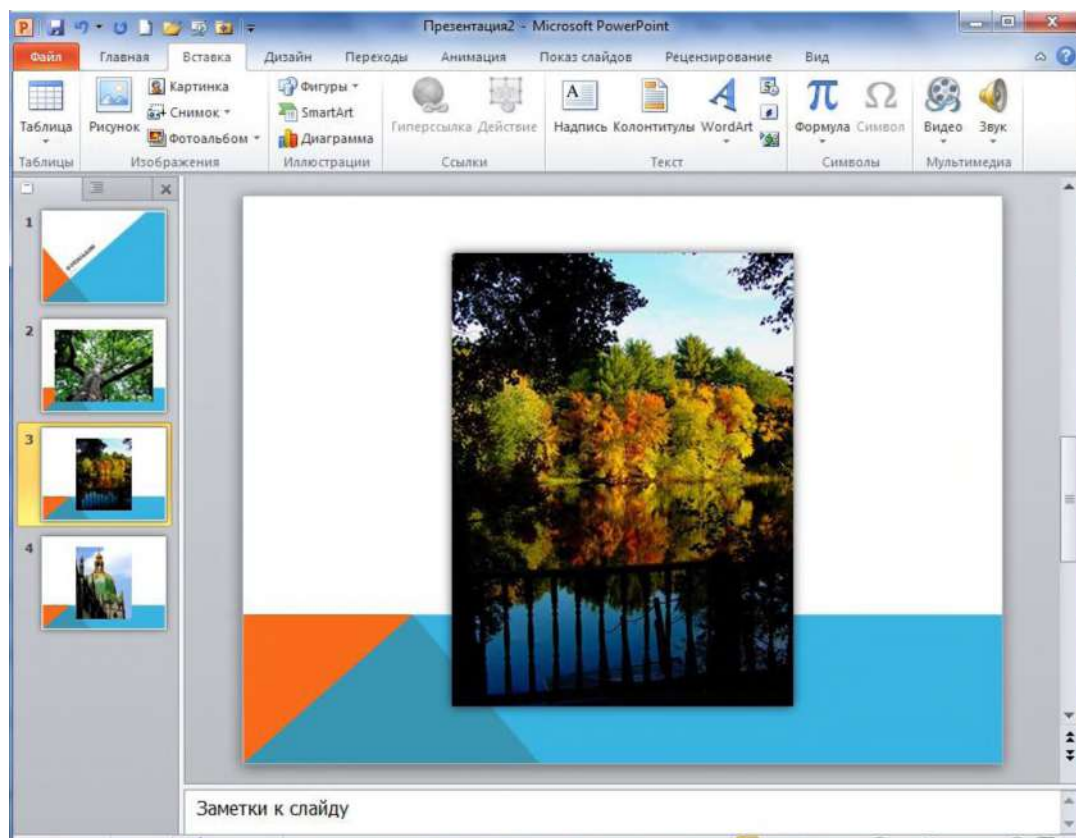 Презентация2 - Microsoft PowerPoint
Файл Главная Вставка Дизайн Переходы Анимация Показ слайдов Рецензирование Вид
Таблица
Рисунок
Картинка
Снимок
Фотоальбом
Фигуры
SmartArt
Диаграмма
Гиперссылка Действие
Надпись Колонтитулы WordArt
Формула Символ
Видео Звук
Таблицы Изображения Иллюстрации Ссылки Текст Символы Мультимедиа
1
2
3
4
Заметки к слайду